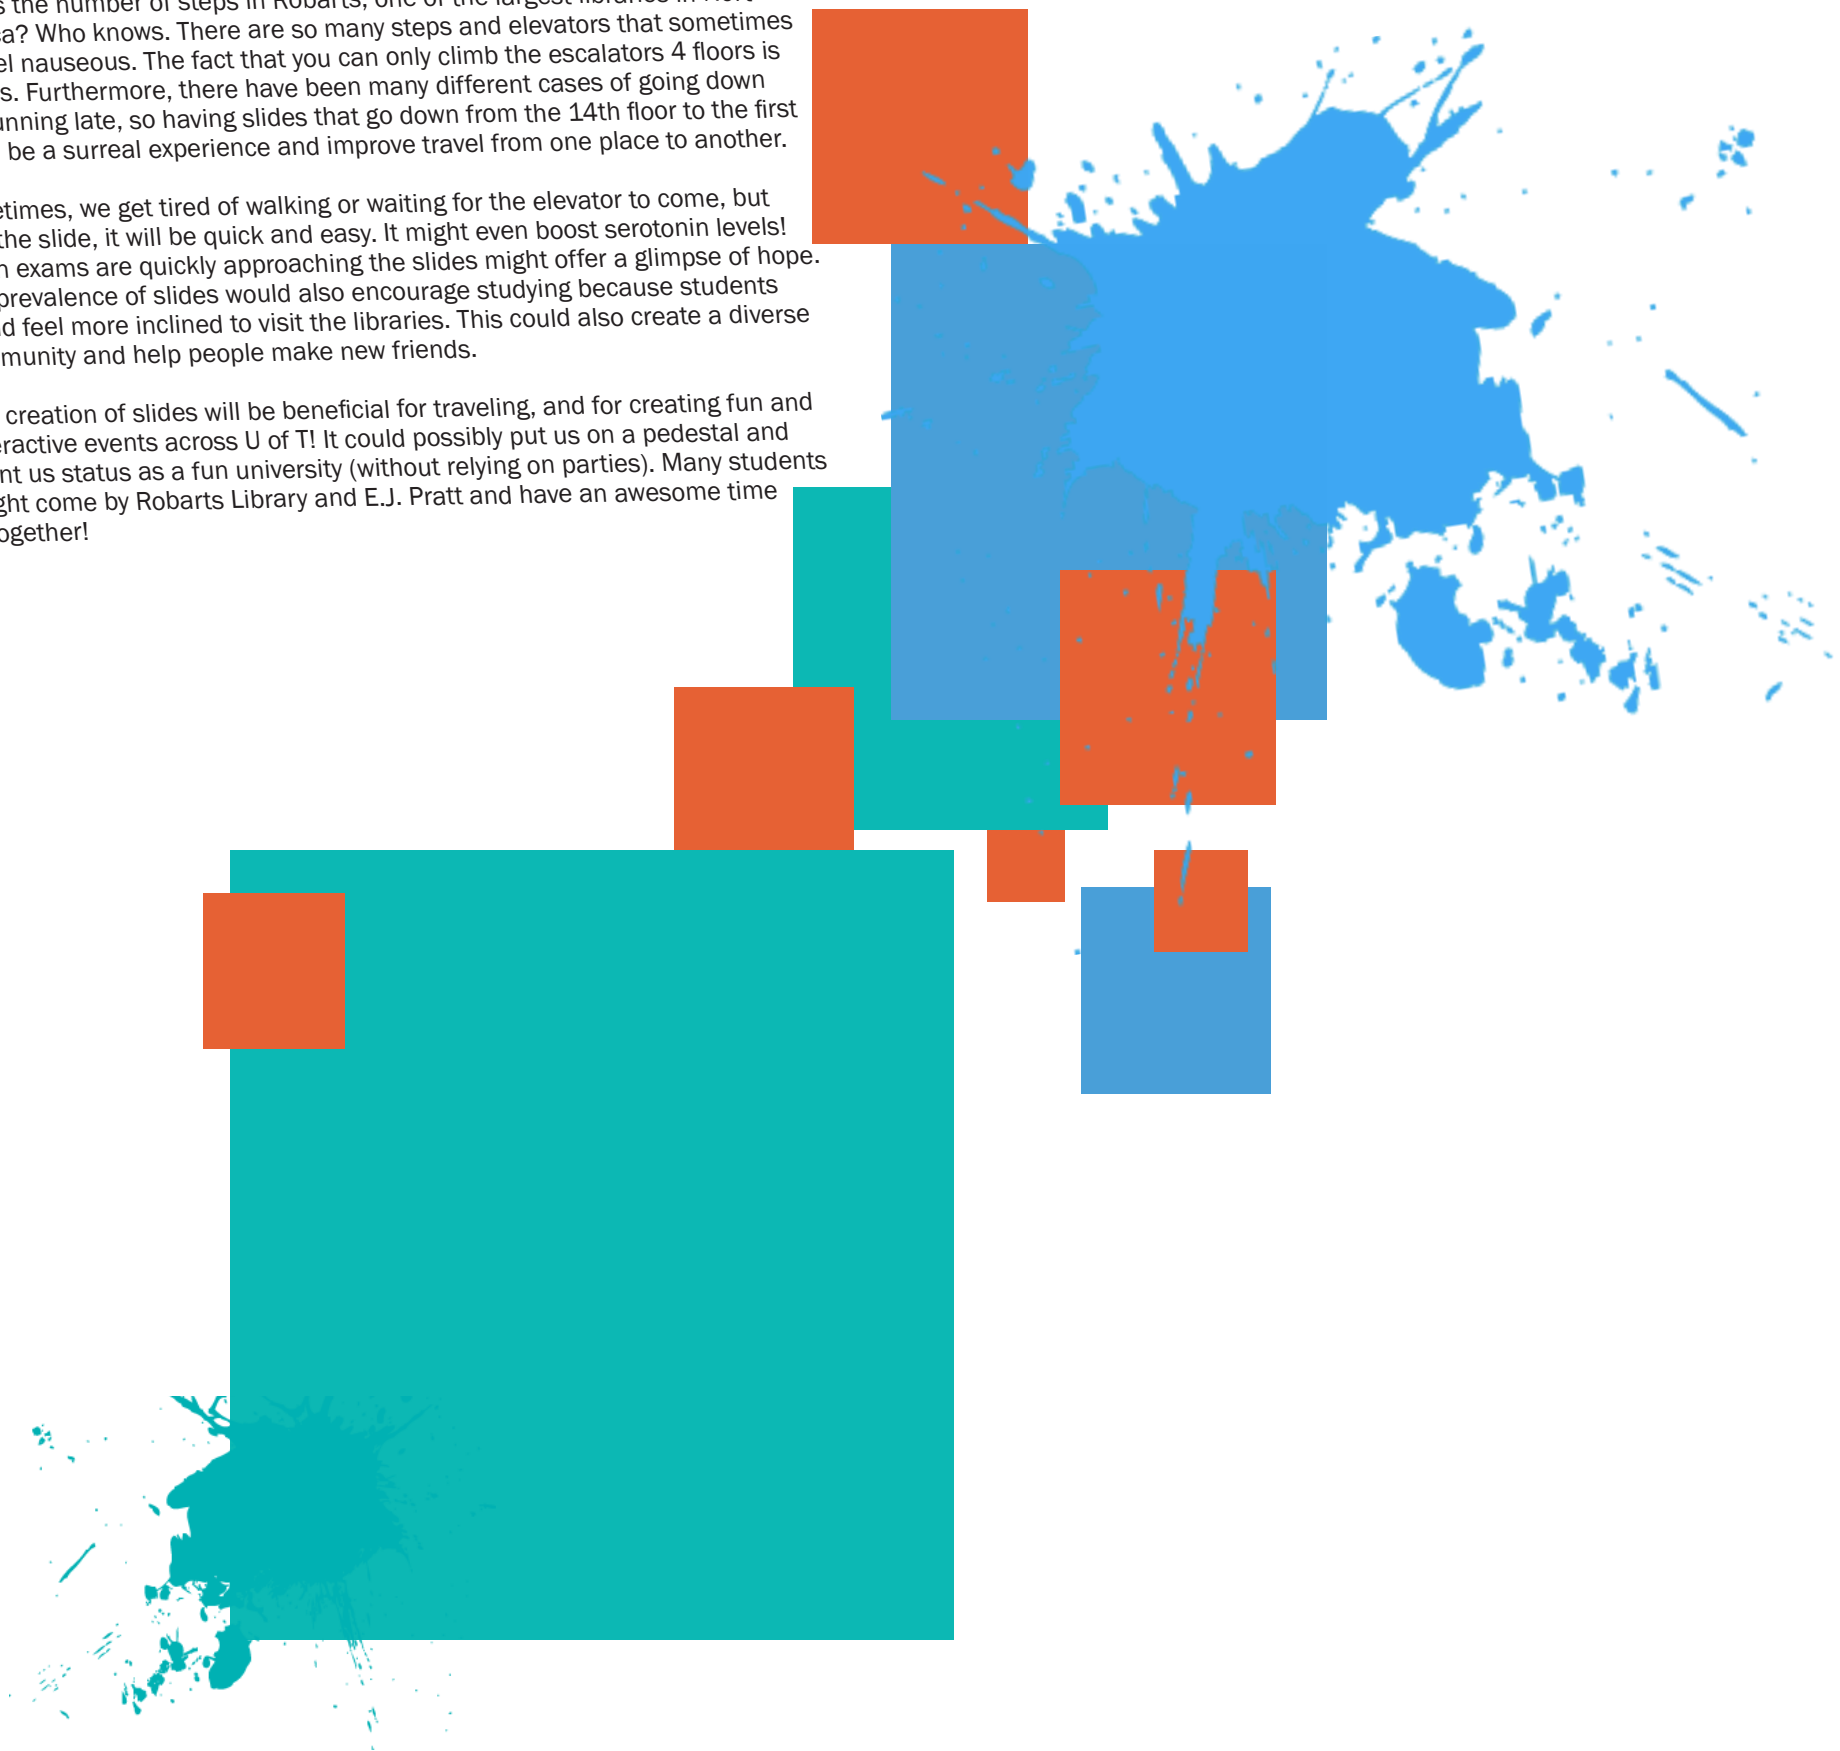 the number of steps in Robarts, one of the largest libraries in
Who knows. There are so many steps and elevators that sometimes
nauseous. The fact that you can only climb the escalators 4 floors is
Furthermore, there have been many different cases of going down
unning late, so having slides that go down from the 14th floor to the first
be a surreal experience and improve travel from one place to another.
etimes, we get tired of walking or waiting for the elevator to come, but
the slide, it will be quick and easy. It might even boost serotonin levels!
n exams are quickly approaching the slides might offer a glimpse of hope.
prevalence of slides would also encourage studying because students
d feel more inclined to visit the libraries. This could also create a diverse
munity and help people make new friends.
creation of slides will be beneficial for traveling, and for creating fun and
eractive events across U of T! It could possibly put us on a pedestal and
nt us status as a fun university (without relying on parties). Many students
ght come by Robarts Library and E.J. Pratt and have an awesome time
ogether!